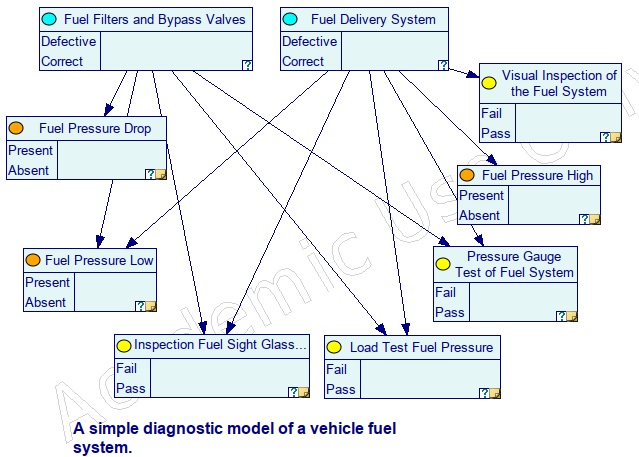 Fuel Filters and Bypass Valves
Defective
Correct
?
Fuel Delivery System
Defective
Correct
?
Visual Inspection of
the Fuel System
Fail
Pass
?
Fuel Pressure Drop
Present
Absent
?
Fuel Pressure High
Present
Absent
?
Fuel Pressure Low
Present
Absent
?
Pressure Gauge
Test of Fuel System
Fail
Pass
?
Inspection Fuel Sight Glass...
Fail
Pass
?
Load Test Fuel Pressure
Fail
Pass
?
A simple diagnostic model of a vehicle fuel
system.
Academic Use